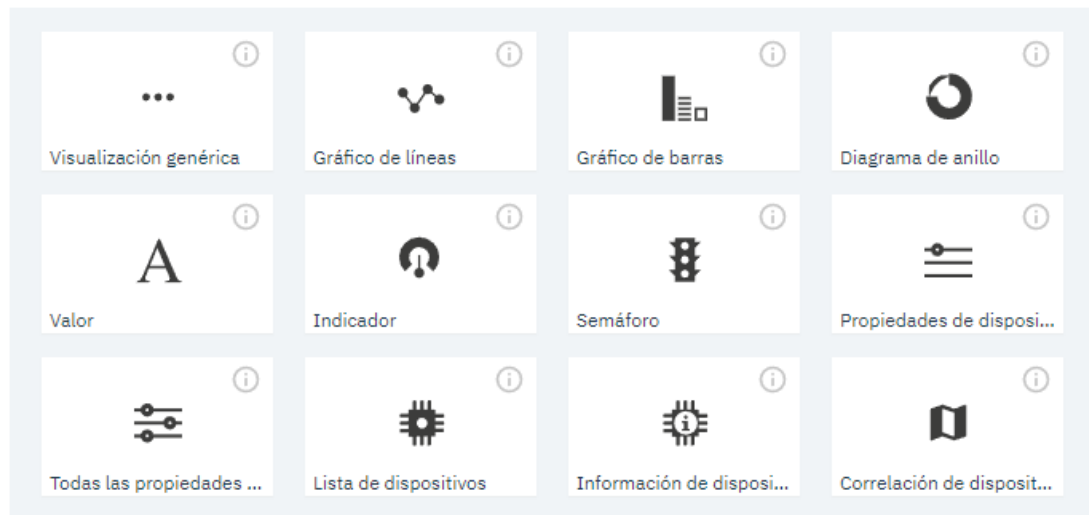 Visualización genérica
Gráfico de líneas
Gráfico de barras
Diagrama de anillo
A
Valor
Indicador
Semáforo
Propiedades de disposi...
Todas las propiedades ...
Lista de dispositivos
Información de disposi...
Correlación de disposit...